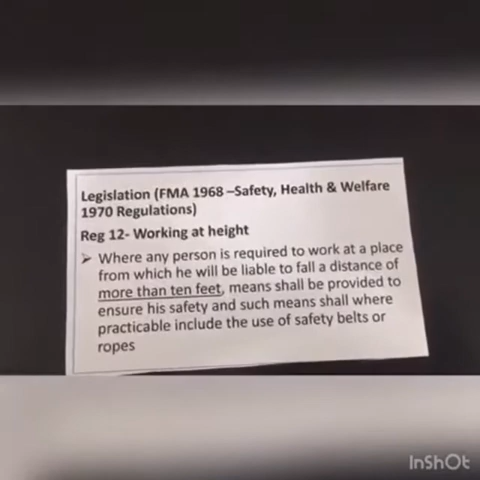 Legislation (FMA 1968 –Safety, Health & Welfare
1970 Regulations)
Reg 12- Working at height
➢ Where any person is required to work at a place
from which he will be liable to fall a distance of
more than ten feet, means shall be provided to
ensure his safety and such means shall where
practicable include the use of safety belts or
ropes
InShOt